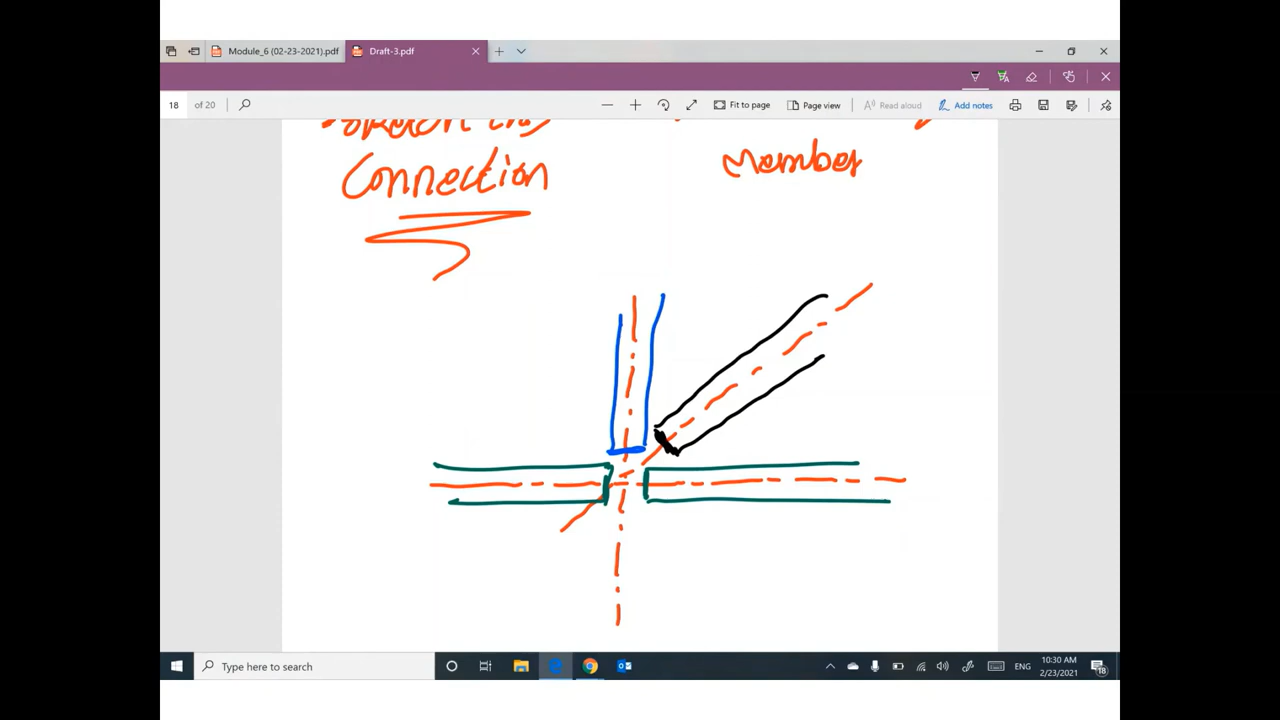 Module_6 (02-23-2021).pdf
Draft-3.pdf
18 of 20
Fit to page
Page view
Read aloud
Add notes
Connection
Member
Type here to search
ENG
10:30 AM
2/23/2021
18